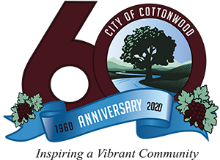 60
CITY OF COTTONWOOD
1960 ANNIVERSARY 2020
Inspiring a Vibrant Community